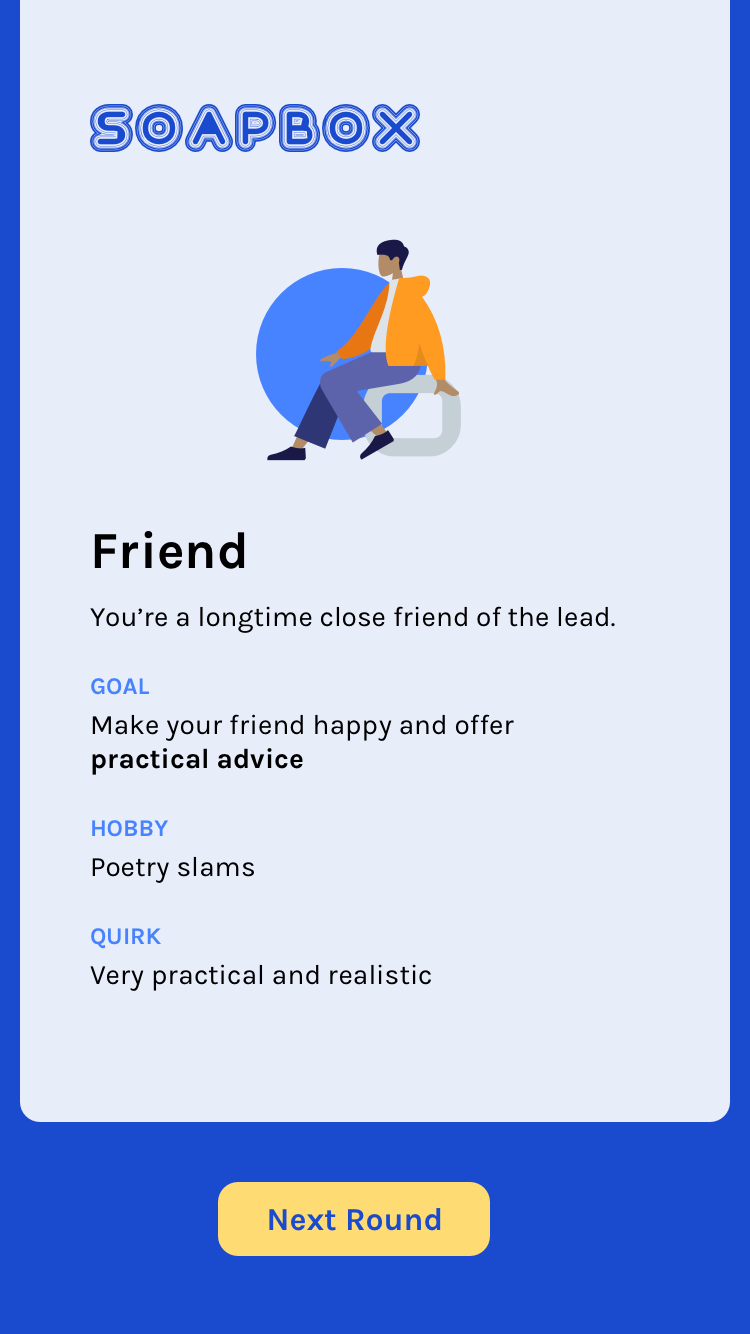 SOAPBOX
Friend
You’re a longtime close friend of the lead.
GOAL
Make your friend happy and offer
practical advice
HOBBY
Poetry slams
QUIRK
Very practical and realistic
Next Round